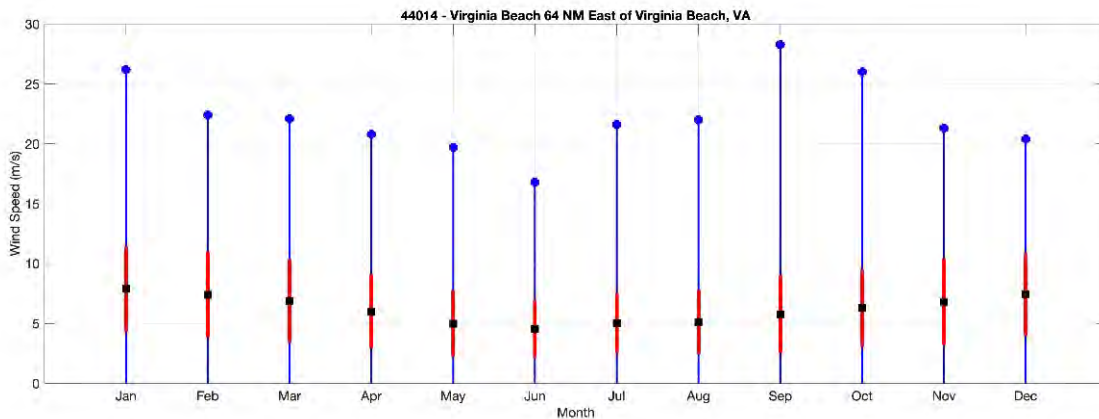 44014 - Virginia Beach 64 NM East of Virginia Beach, VA
30
25
20
15
10
5
0
Wind Speed (m/s)
Jan Feb Mar Apr May Jun Jul Aug Sep Oct Nov Dec
Month